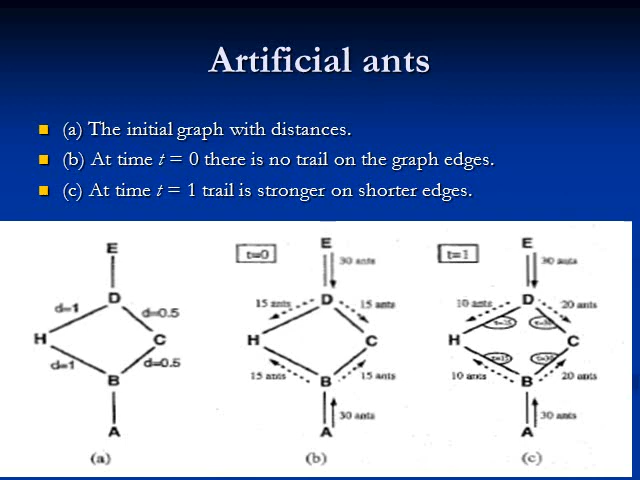 Artificial ants
(a) The initial graph with distances.
(b) At time t = 0 there is no trail on the graph edges.
(c) At time t = 1 trail is stronger on shorter edges.
E
D
d=1
d=0.5
H
C
d=1
d=0.5
B
A
(a)
t=0
E
30 ants
15 ants
D
15 ants
H
C
15 ants
B
15 ants
30 ants
A
(b)
t=1
E
30 ants
10 ants
D
20 ants
H
C
10 ants
B
20 ants
30 ants
A
(c)